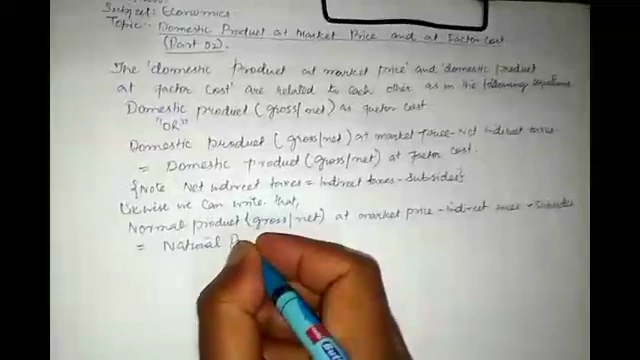 Subject: Economics
Topic:- Domestic Product at Market Price and at Factor Cost
(Part 02).
The 'domestic product at market price' and 'domestic product
at factor cost' are related to each other as in the following equations
Domestic product (gross/net) as factor cost
"OR"
Domestic product (gross/net) at market price - Net indirect taxes
= Domestic product (gross/net) at factor cost.
{Note Net indirect taxes = Indirect taxes - Subsidies}
Likwise we can write that,
Normal product (gross/net) at market price - indirect taxes + Subsidies
= National P